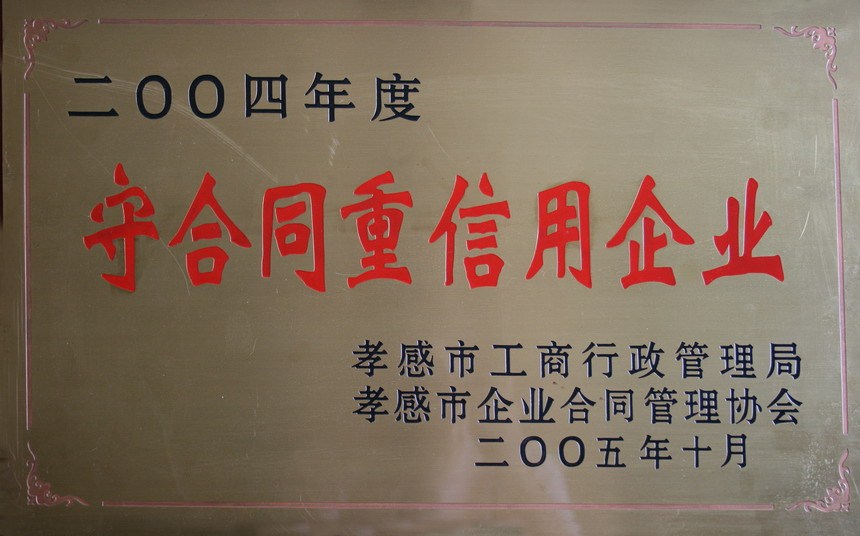 二OO四年度
守合同重信用企业
孝感市工商行政管理局
孝感市企业合同管理协会
二OO五年十月